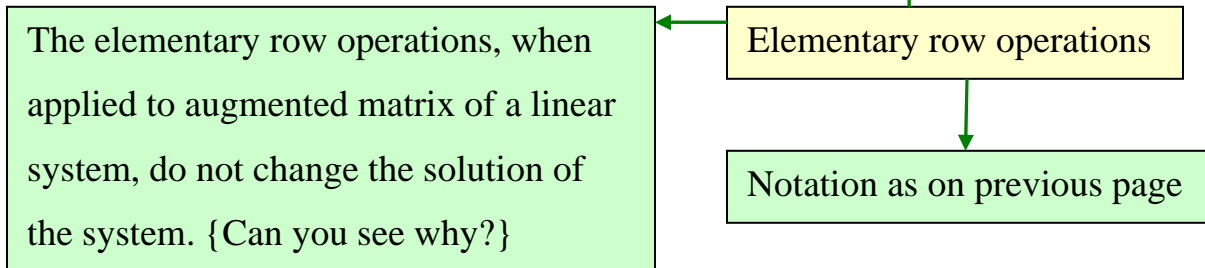 The elementary row operations, when
applied to augmented matrix of a linear
system, do not change the solution of
the system. {Can you see why?}
Elementary row operations
Notation as on previous page